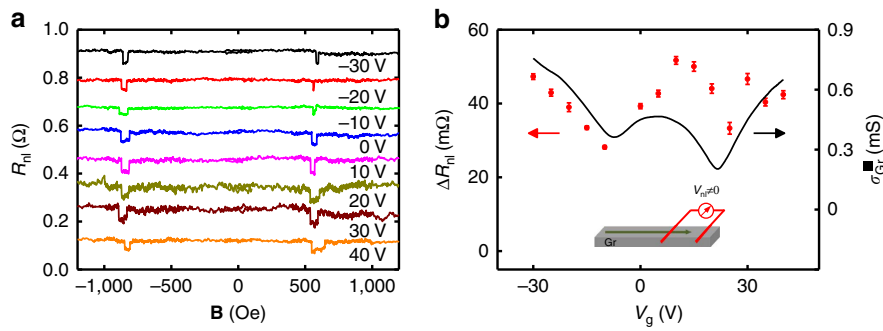 a
R_nl (Ω)
1.0
0.8
0.6
0.4
0.2
0.0
−30 V
−20 V
−10 V
0 V
10 V
20 V
30 V
40 V
−1,000 −500 0 500 1,000
B (Oe)
b
ΔR_nl (mΩ)
60
40
20
0
V_nl≠0
Gr
0.9
0.6
0.3
0
σ_Gr^■ (mS)
−30 0 30
V_g (V)